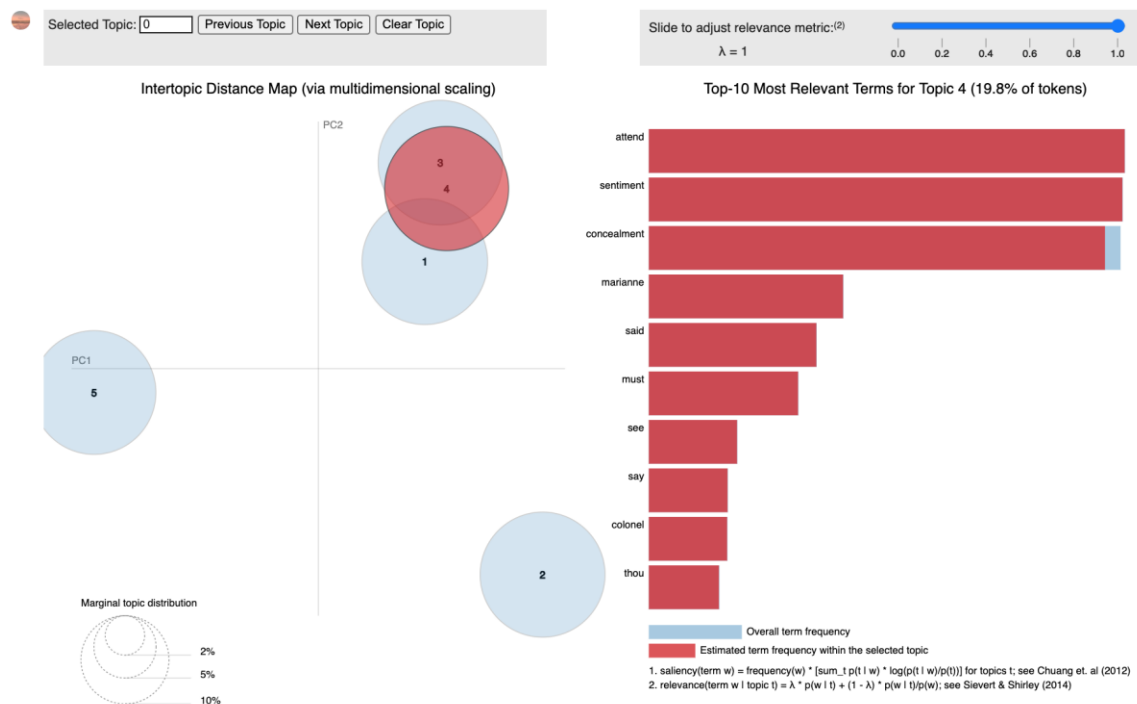 Selected Topic: 0 Previous Topic Next Topic Clear Topic
Slide to adjust relevance metric:(2)
λ = 1
0.0 0.2 0.4 0.6 0.8 1.0
Intertopic Distance Map (via multidimensional scaling)
PC2
3
4
1
PC1
5
2
Marginal topic distribution
2%
5%
10%
Top-10 Most Relevant Terms for Topic 4 (19.8% of tokens)
attend
sentiment
concealment
marianne
said
must
see
say
colonel
thou
Overall term frequency
Estimated term frequency within the selected topic
1. saliency(term w) = frequency(w) * [sum_t p(t | w) * log(p(t | w)/p(t))] for topics t; see Chuang et. al (2012)
2. relevance(term w | topic t) = λ * p(w | t) + (1 - λ) * p(w | t)/p(w); see Sievert & Shirley (2014)